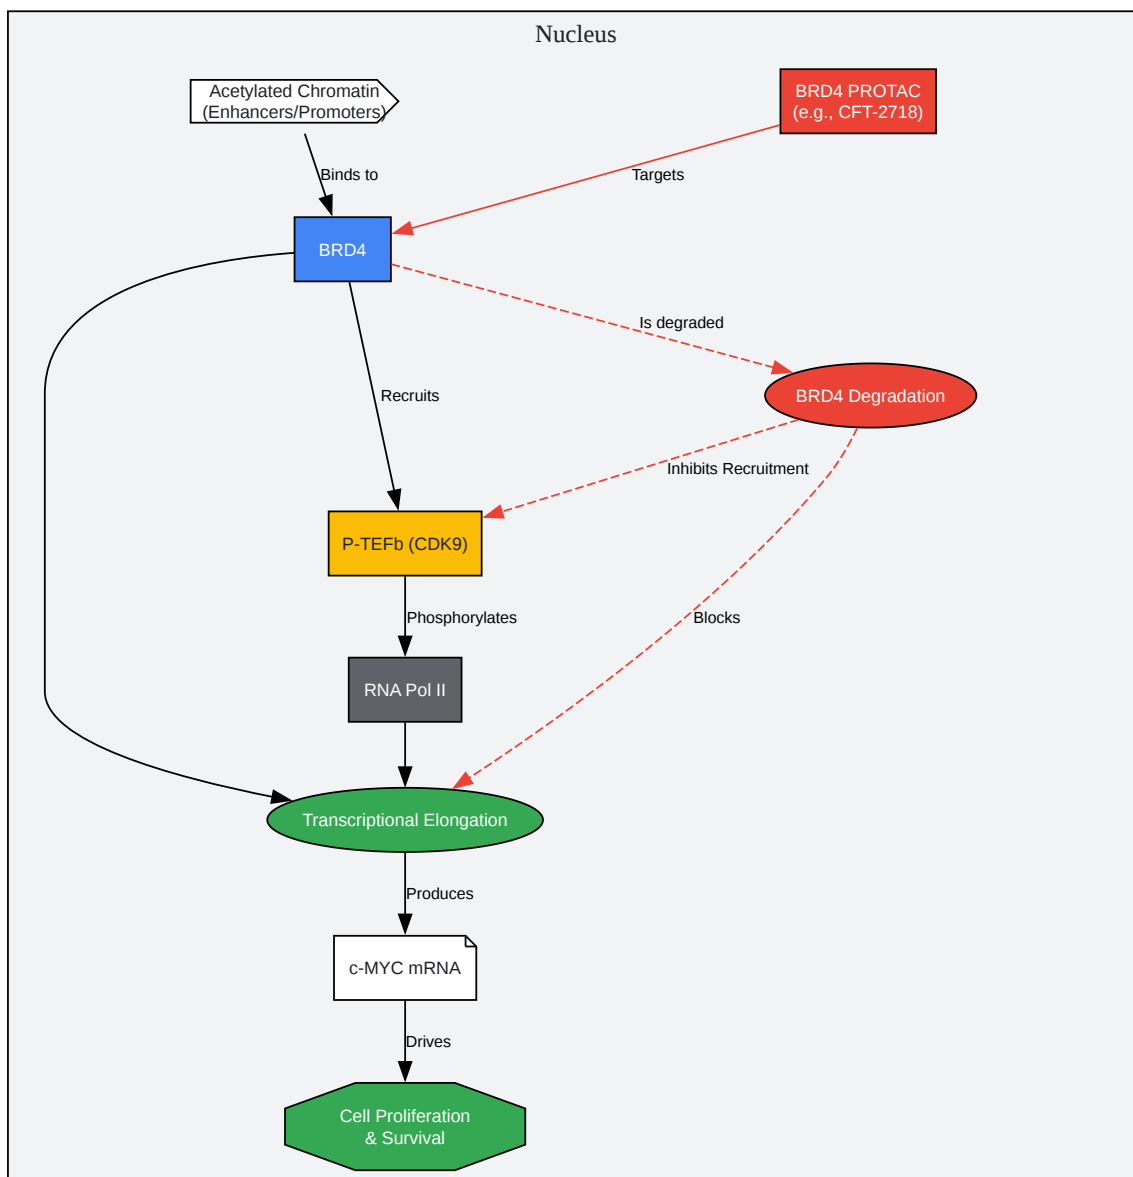 Nucleus
Acetylated Chromatin
(Enhancers/Promoters)
BRD4 PROTAC
(e.g., CFT-2718)
Binds to
Targets
BRD4
Is degraded
Recruits
BRD4 Degradation
Inhibits Recruitment
P-TEFb (CDK9)
Phosphorylates
Blocks
RNA Pol II
Transcriptional Elongation
Produces
c-MYC mRNA
Drives
Cell Proliferation
& Survival